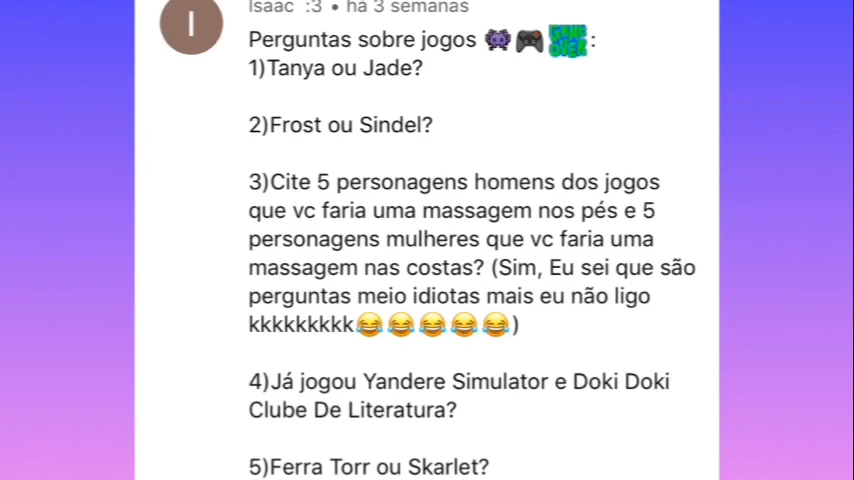 I
Isaac :3 • há 3 semanas
Perguntas sobre jogos 👾🎮GAME OVER:
1)Tanya ou Jade?
2)Frost ou Sindel?
3)Cite 5 personagens homens dos jogos
que vc faria uma massagem nos pés e 5
personagens mulheres que vc faria uma
massagem nas costas? (Sim, Eu sei que são
perguntas meio idiotas mais eu não ligo
kkkkkkkkk😂😂😂😂😂)
4)Já jogou Yandere Simulator e Doki Doki
Clube De Literatura?
5)Ferra Torr ou Skarlet?